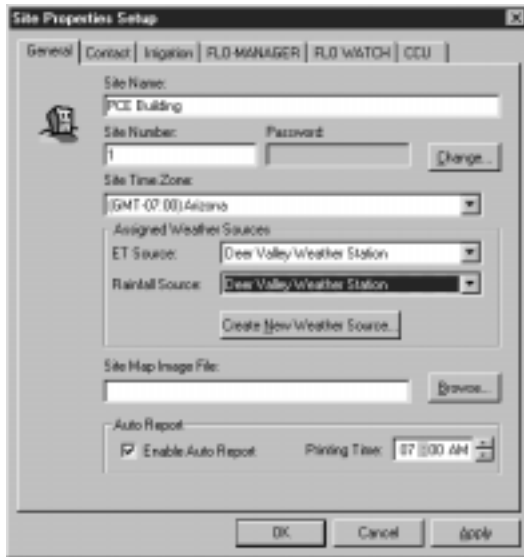 Site Properties Setup
General Contact Irrigation FLO-MANAGER FLO WATCH CCU
Site Name:
PCE Building
Site Number: Password:
1
Change...
Site Time Zone:
(GMT-07:00) Arizona
Assigned Weather Sources
ET Source: Deer Valley Weather Station
Rainfall Source: Deer Valley Weather Station
Create New Weather Source...
Site Map Image File:
Browse...
Auto Report
Enable Auto Report Printing Time: 07:00 AM
OK Cancel Apply